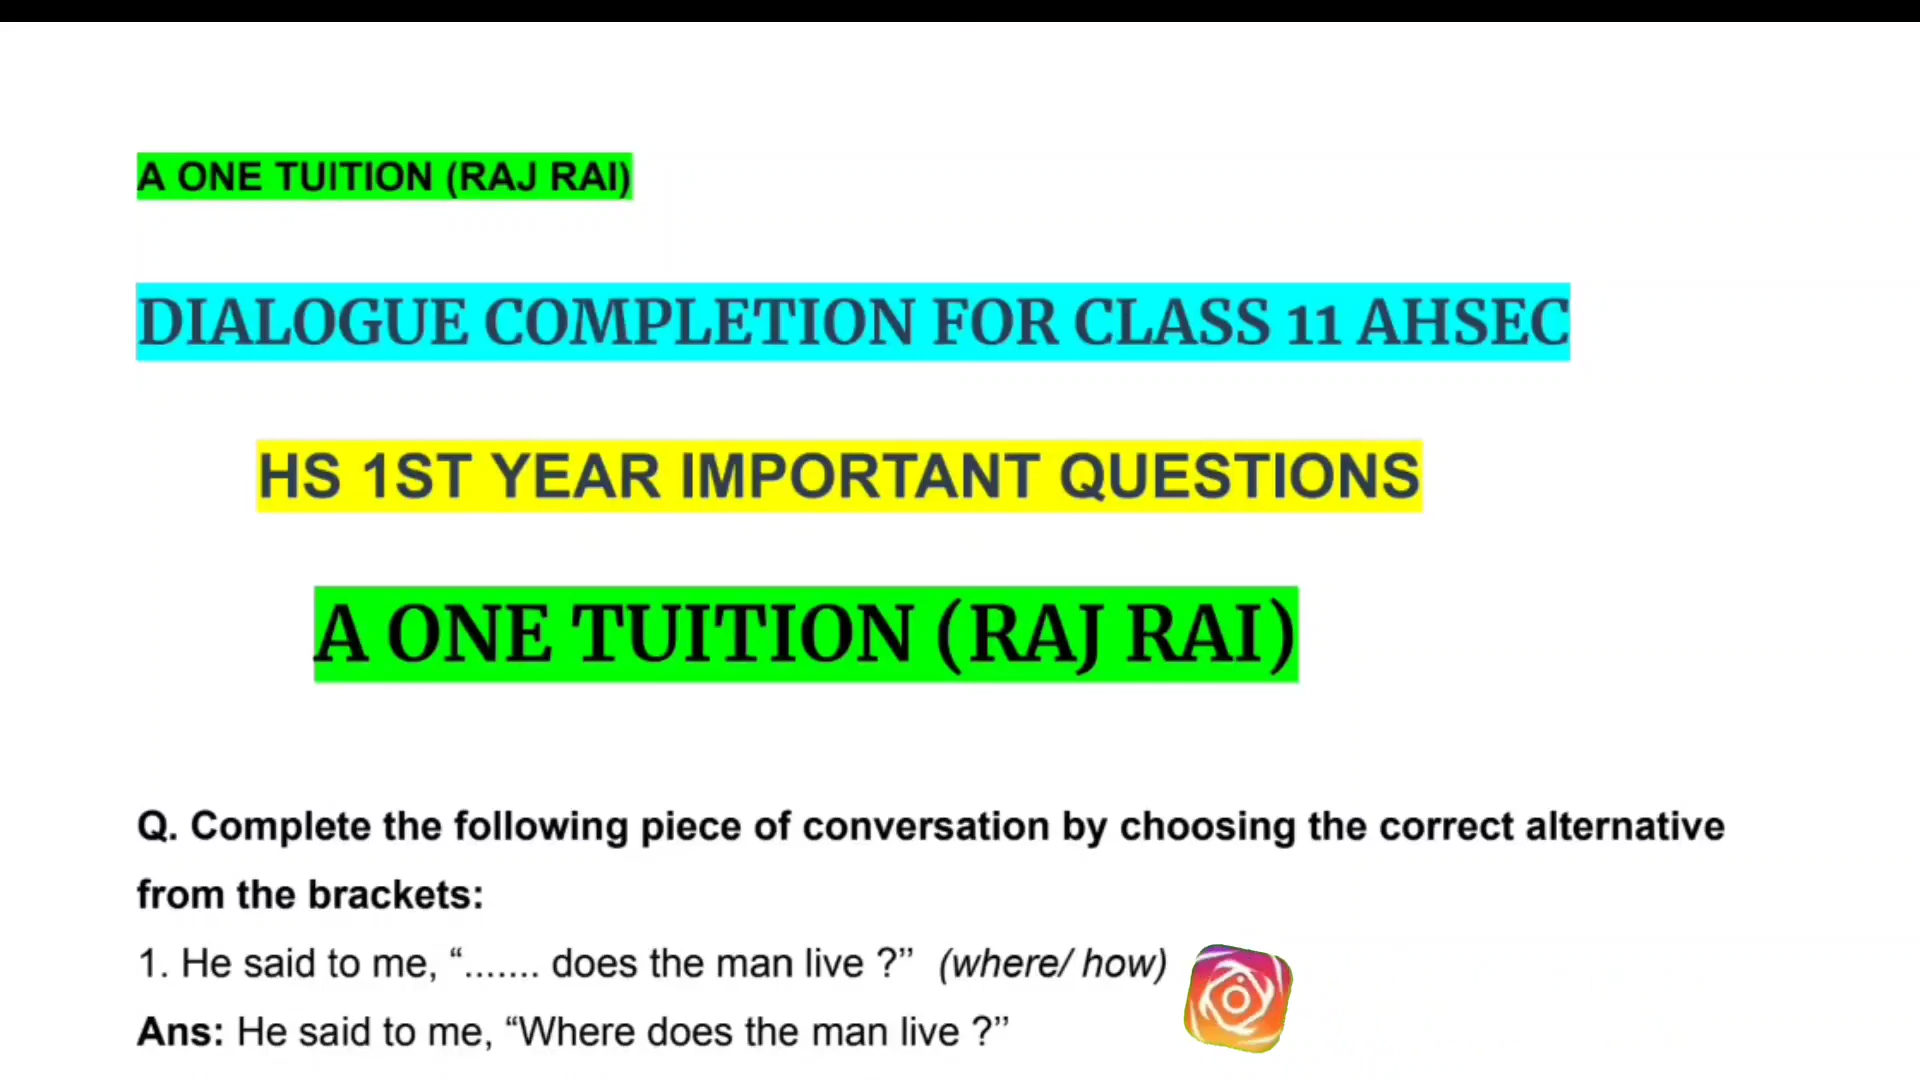 A ONE TUITION (RAJ RAI)
DIALOGUE COMPLETION FOR CLASS 11 AHSEC
HS 1ST YEAR IMPORTANT QUESTIONS
A ONE TUITION (RAJ RAI)
Q. Complete the following piece of conversation by choosing the correct alternative
from the brackets:
1. He said to me, “....... does the man live ?’’ (where/ how)
Ans: He said to me, “Where does the man live ?’’